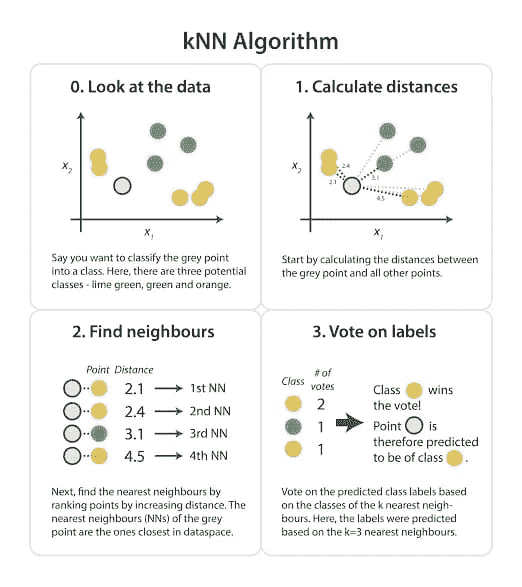 kNN Algorithm
0. Look at the data
x2
x1
Say you want to classify the grey point
into a class. Here, there are three potential
classes - lime green, green and orange.
1. Calculate distances
x2
2.4
2.1
3.1
4.5
x1
Start by calculating the distances between
the grey point and all other points.
2. Find neighbours
Point Distance
2.1 → 1st NN
2.4 → 2nd NN
3.1 → 3rd NN
4.5 → 4th NN
Next, find the nearest neighbours by
ranking points by increasing distance. The
nearest neighbours (NNs) of the grey
point are the ones closest in dataspace.
3. Vote on labels
Class # of votes
2
1
1
Class wins
the vote!
Point is
therefore predicted
to be of class .
Vote on the predicted class labels based
on the classes of the k nearest neigh-
bours. Here, the labels were predicted
based on the k=3 nearest neighbours.